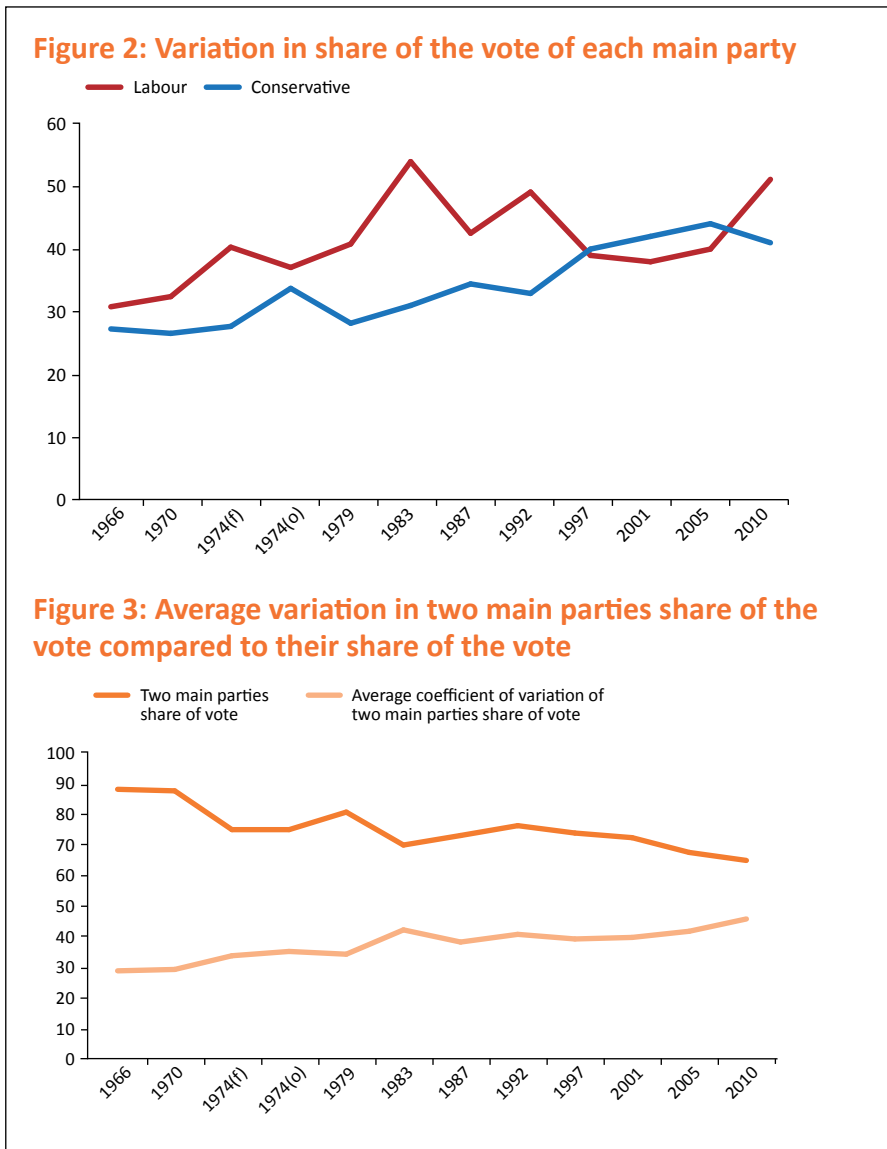 Figure 2: Variation in share of the vote of each main party
Labour Conservative
60
50
40
30
20
10
0
1966 1970 1974(f) 1974(o) 1979 1983 1987 1992 1997 2001 2005 2010
Figure 3: Average variation in two main parties share of the
vote compared to their share of the vote
Two main parties
share of vote
Average coefficient of variation of
two main parties share of vote
100
90
80
70
60
50
40
30
20
10
0
1966 1970 1974(f) 1974(o) 1979 1983 1987 1992 1997 2001 2005 2010